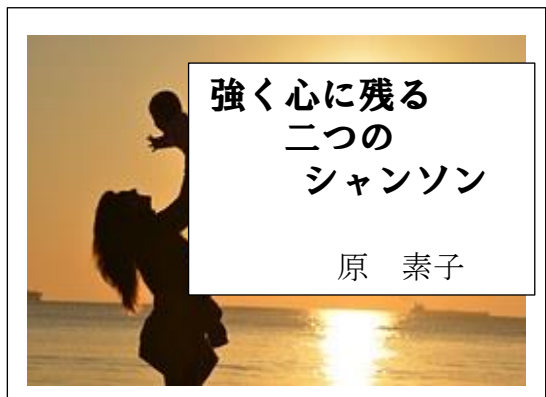 強く心に残る
二つの
シャンソン
原　素子